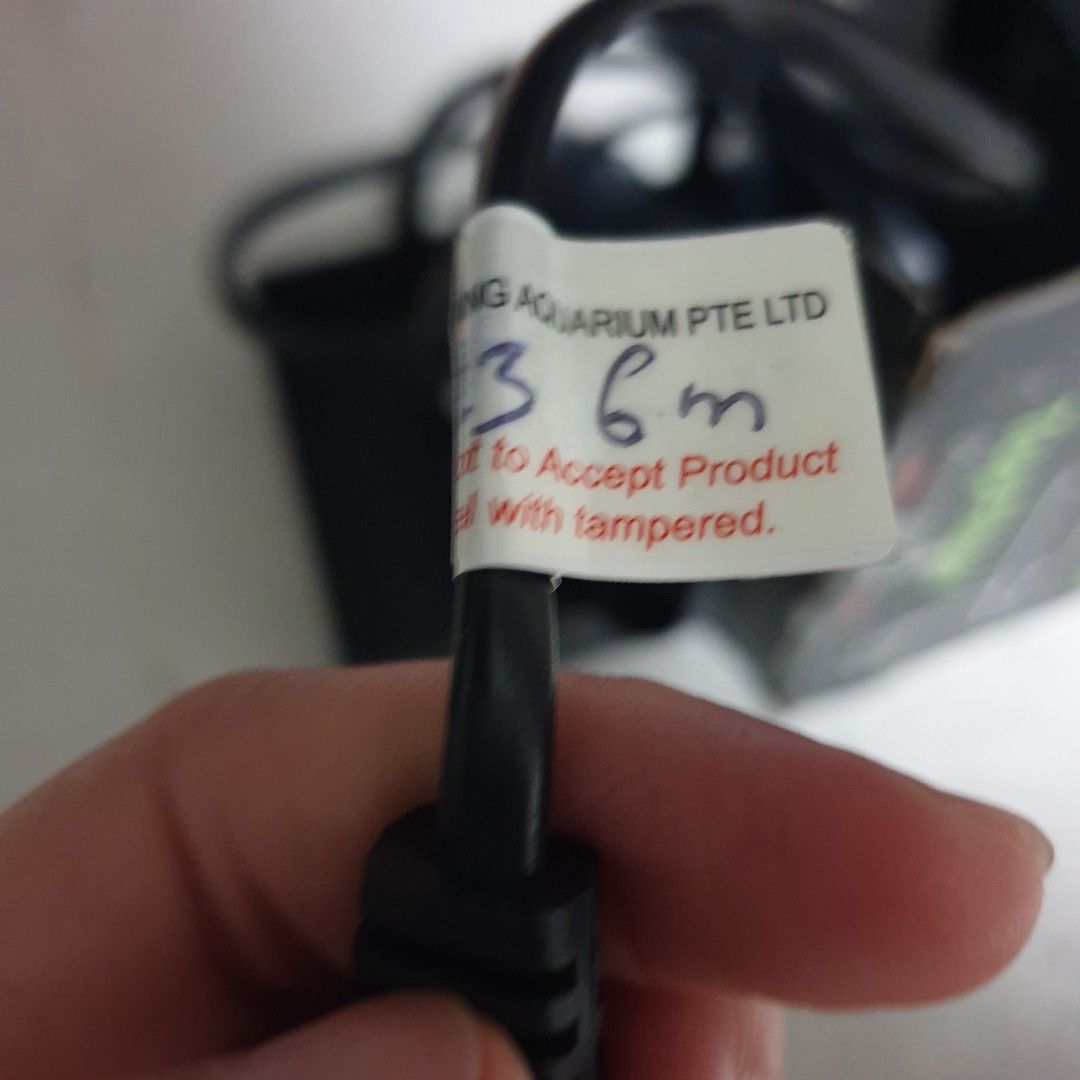 AQUARIUM PTE LTD
3 6m
to Accept Product
with tampered.